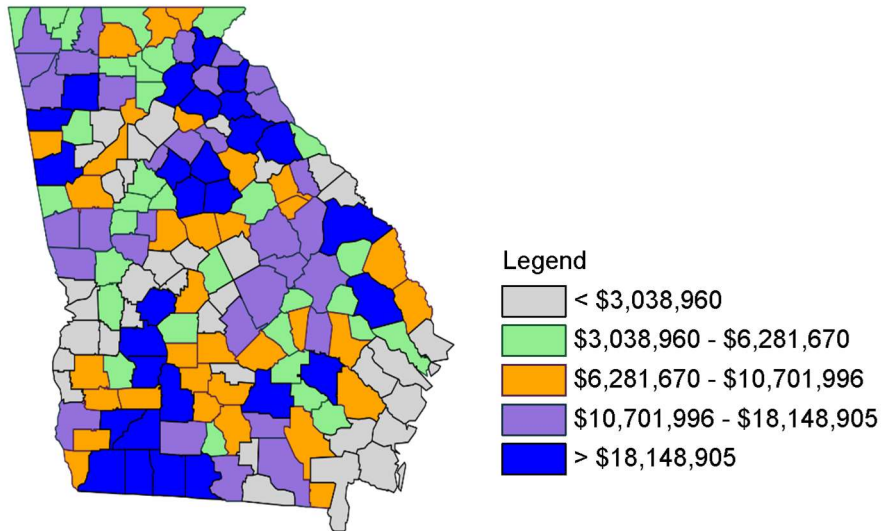 Legend
< $3,038,960
$3,038,960 - $6,281,670
$6,281,670 - $10,701,996
$10,701,996 - $18,148,905
> $18,148,905